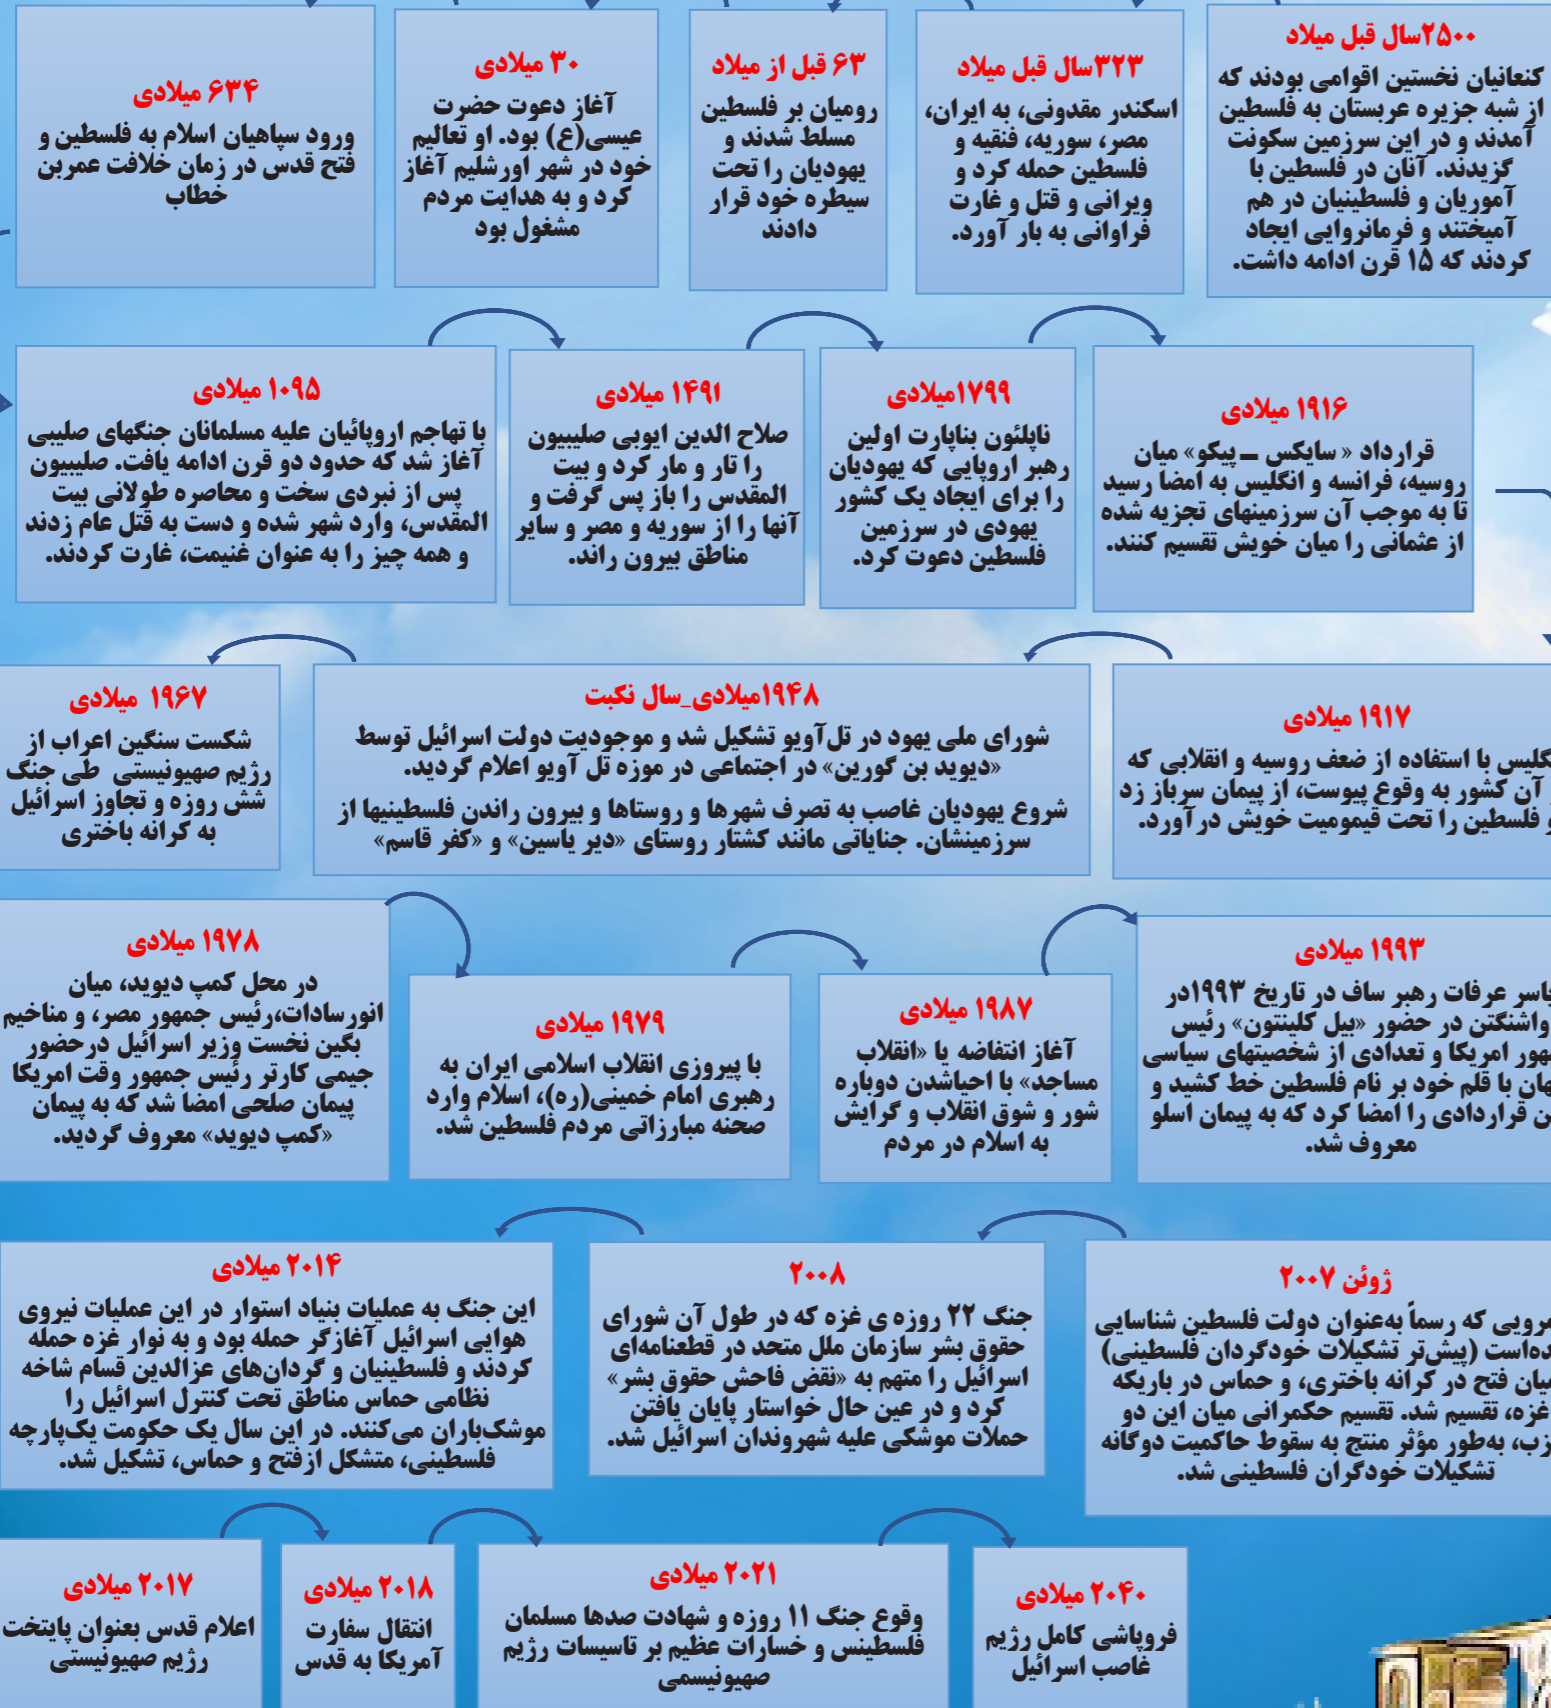 ۲۵۰۰سال قبل میلاد
کنعانیان نخستین اقوامی بودند که
از شبه جزیره عربستان به فلسطین
آمدند و در این سرزمین سکونت
گزیدند. آنان در فلسطین با
آموریان و فلسطینیان در هم
آمیختند و فرمانروایی ایجاد
کردند که ۱۵ قرن ادامه داشت.
۳۲۳سال قبل میلاد
اسکندر مقدونی، به ایران،
مصر، سوریه، فنقیه و
فلسطین حمله کرد و
ویرانی و قتل و غارت
فراوانی به بار آورد.
۶۳ قبل از میلاد
رومیان بر فلسطین
مسلط شدند و
یهودیان را تحت
سیطره خود قرار
دادند
۳۰ میلادی
آغاز دعوت حضرت
عیسی(ع) بود. او تعالیم
خود در شهر اورشلیم آغاز
کرد و به هدایت مردم
مشغول بود
۶۳۴ میلادی
ورود سپاهیان اسلام به فلسطین و
فتح قدس در زمان خلافت عمربن
خطاب
۱۰۹۵ میلادی
با تهاجم اروپائیان علیه مسلمانان جنگهای صلیبی
آغاز شد که حدود دو قرن ادامه یافت. صلیبیون
پس از نبردی سخت و محاصره طولانی بیت
المقدس، وارد شهر شده و دست به قتل عام زدند
و همه چیز را به عنوان غنیمت، غارت کردند.
۱۴۹۱ میلادی
صلاح الدین ایوبی صلیبیون
را تار و مار کرد و بیت
المقدس را باز پس گرفت و
آنها را از سوریه و مصر و سایر
مناطق بیرون راند.
۱۷۹۹میلادی
ناپلئون بناپارت اولین
رهبر اروپایی که یهودیان
را برای ایجاد یک کشور
یهودی در سرزمین
فلسطین دعوت کرد.
۱۹۱۶ میلادی
قرارداد « سایکس – پیکو» میان
روسیه، فرانسه و انگلیس به امضا رسید
تا به موجب آن سرزمینهای تجزیه شده
از عثمانی را میان خویش تقسیم کنند.
۱۹۱۷ میلادی
با استفاده از ضعف روسیه و انقلابی که
آن کشور به وقوع پیوست، از پیمان سرباز زد
و فلسطین را تحت قیمومیت خویش درآورد.
۱۹۴۸میلادی_سال نکبت
شورای ملی یهود در تل‌آویو تشکیل شد و موجودیت دولت اسرائیل توسط
«دیوید بن گورین» در اجتماعی در موزه تل آویو اعلام گردید.
شروع یهودیان غاصب به تصرف شهرها و روستاها و بیرون راندن فلسطینیها از
سرزمینشان. جنایاتی مانند کشتار روستای «دیر یاسین» و «کفر قاسم»
۱۹۶۷ میلادی
شکست سنگین اعراب از
رژیم صهیونیستی طی جنگ
شش روزه و تجاوز اسرائیل
به کرانه باختری
۱۹۷۸ میلادی
در محل کمپ دیوید، میان
انورسادات،رئیس جمهور مصر، و مناخیم
بگین نخست وزیر اسرائیل درحضور
جیمی کارتر رئیس جمهور وقت امریکا
پیمان صلحی امضا شد که به پیمان
«کمپ دیوید» معروف گردید.
۱۹۷۹ میلادی
با پیروزی انقلاب اسلامی ایران به
رهبری امام خمینی(ره)، اسلام وارد
صحنه مبارزاتی مردم فلسطین شد.
۱۹۸۷ میلادی
آغاز انتفاضه یا «انقلاب
مساجد» با احیاشدن دوباره
شور و شوق انقلاب و گرایش
به اسلام در مردم
۱۹۹۳ میلادی
عرفات رهبر ساف در تاریخ ۱۹۹۳در
واشنگتن در حضور «بیل کلینتون» رئیس
امریکا و تعدادی از شخصیتهای سیاسی
با قلم خود بر نام فلسطین خط کشید و
قراردادی را امضا کرد که به پیمان اسلو
معروف شد.
ژوئن ۲۰۰۷
که رسماً به‌عنوان دولت فلسطین شناسایی
(پیش‌تر تشکیلات خودگردان فلسطینی)
فتح در کرانه باختری، و حماس در باریکه
غزه، تقسیم شد. تقسیم حکمرانی میان این دو
به‌طور مؤثر منتج به سقوط حاکمیت دوگانه
تشکیلات خودگران فلسطینی شد.
۲۰۰۸
جنگ ۲۲ روزه ی غزه که در طول آن شورای
حقوق بشر سازمان ملل متحد در قطعنامه‌ای
اسرائیل را متهم به «نقض فاحش حقوق بشر»
کرد و در عین حال خواستار پایان یافتن
حملات موشکی علیه شهروندان اسرائیل شد.
۲۰۱۴ میلادی
این جنگ به عملیات بنیاد استوار در این عملیات نیروی
هوایی اسرائیل آغازگر حمله بود و به نوار غزه حمله
کردند و فلسطینیان و گردان‌های عزالدین قسام شاخه
نظامی حماس مناطق تحت کنترل اسرائیل را
موشک‌باران می‌کنند. در این سال یک حکومت یک‌پارچه
فلسطینی، متشکل ازفتح و حماس، تشکیل شد.
۲۰۱۷ میلادی
اعلام قدس بعنوان پایتخت
رژیم صهیونیستی
۲۰۱۸ میلادی
انتقال سفارت
آمریکا به قدس
۲۰۲۱ میلادی
وقوع جنگ ۱۱ روزه و شهادت صدها مسلمان
فلسطینس و خسارات عظیم بر تاسیسات رژیم
صهیونیسمی
۲۰۴۰ میلادی
فروپاشی کامل رژیم
غاصب اسرائیل